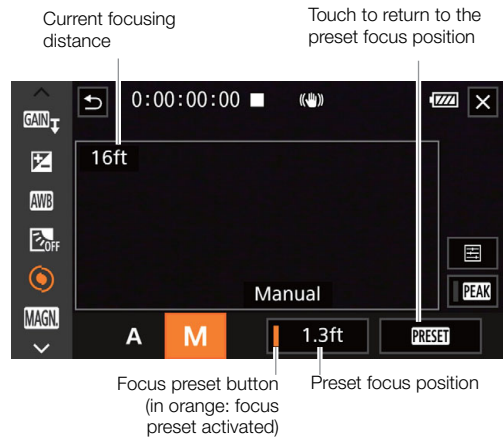 Current focusing
distance
Touch to return to the
preset focus position
GAIN
0:00:00:00
16ft
AWB
OFF
Manual
PEAK
MAGN.
A
M
1.3ft
PRESET
Focus preset button
(in orange: focus
preset activated)
Preset focus position